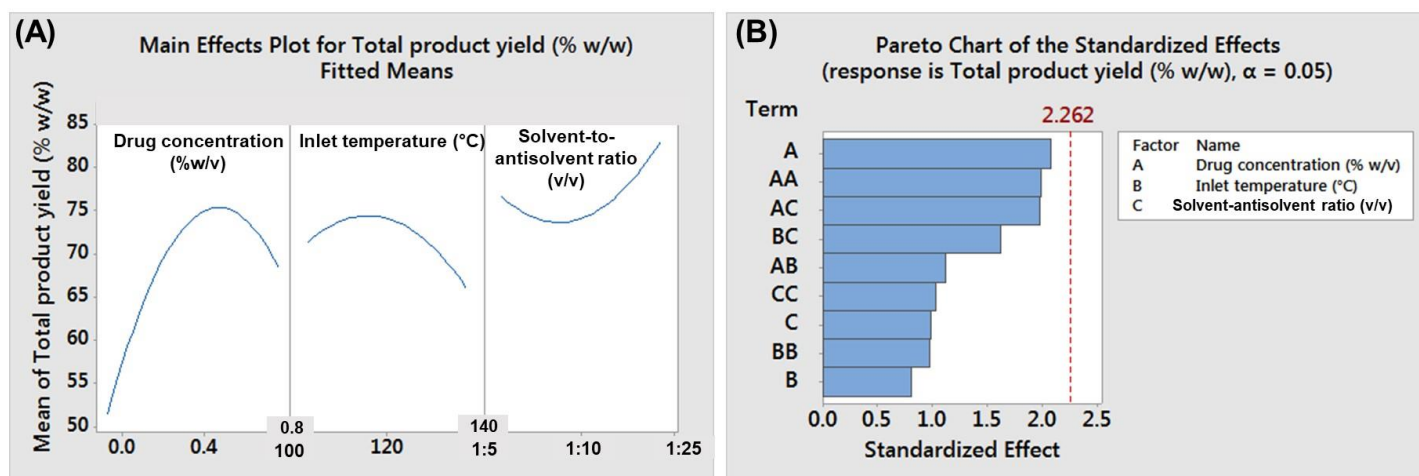 (A)
Main Effects Plot for Total product yield (% w/w)
Fitted Means
Mean of Total product yield (% w/w)
85
80
75
70
65
60
55
50
Drug concentration
(%w/v)
Inlet temperature (°C)
Solvent-to-
antisolvent ratio
(v/v)
0.0
0.4
0.8
100
120
140
1:5
1:10
1:25
(B)
Pareto Chart of the Standardized Effects
(response is Total product yield (% w/w), α = 0.05)
Term
2.262
A
AA
AC
BC
AB
CC
C
BB
B
0.0 0.5 1.0 1.5 2.0 2.5
Standardized Effect
Factor Name
A Drug concentration (% w/v)
B Inlet temperature (°C)
C Solvent-antisolvent ratio (v/v)